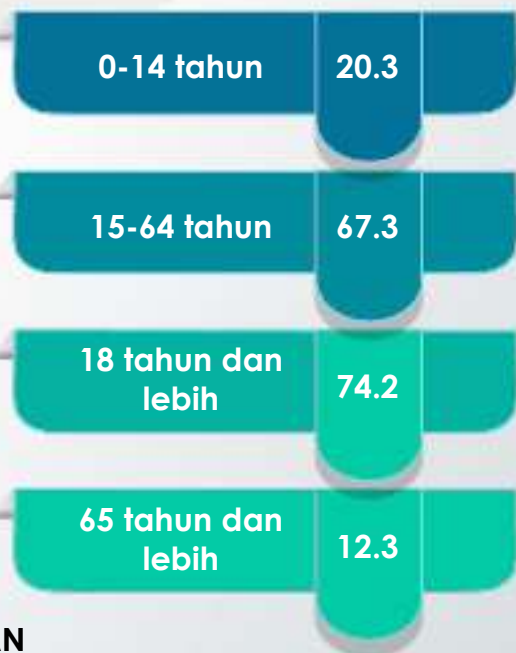 0-14 tahun 20.3
15-64 tahun 67.3
18 tahun dan
lebih 74.2
65 tahun dan
lebih 12.3